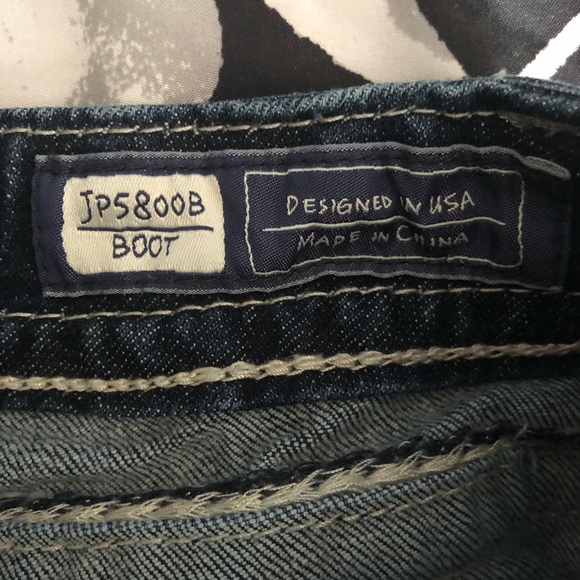 JP5800B
BOOT
DESIGNED IN USA
MADE IN CHINA